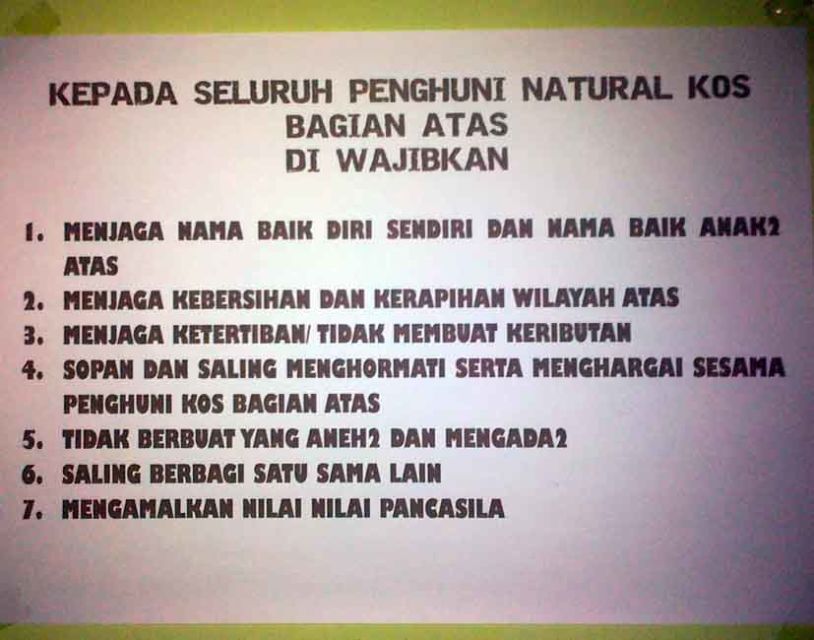 KEPADA SELURUH PENGHUNI NATURAL KOS
BAGIAN ATAS
DI WAJIBKAN
1. MENJAGA NAMA BAIK DIRI SENDIRI DAN NAMA BAIK ANAK2
ATAS
2. MENJAGA KEBERSIHAN DAN KERAPIHAN WILAYAH ATAS
3. MENJAGA KETERTIBAN/ TIDAK MEMBUAT KERIBUTAN
4. SOPAN DAN SALING MENGHORMATI SERTA MENGHARGAI SESAMA
PENGHUNI KOS BAGIAN ATAS
5. TIDAK BERBUAT YANG ANEH2 DAN MENGADA2
6. SALING BERBAGI SATU SAMA LAIN
7. MENGAMALKAN NILAI NILAI PANCASILA